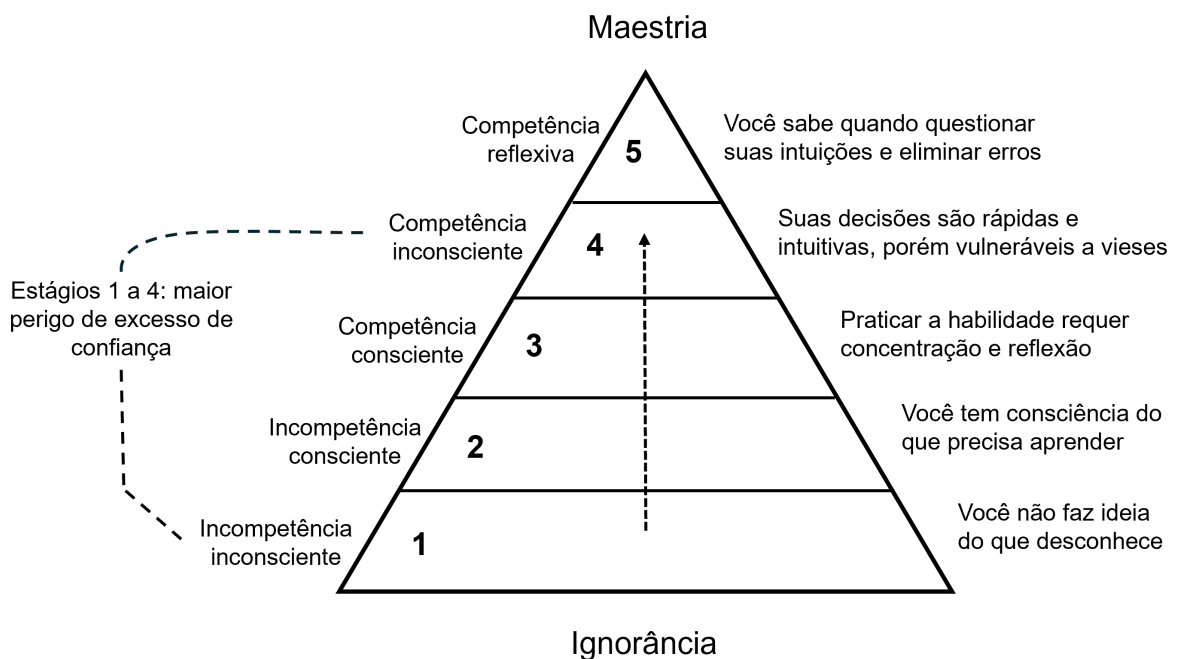 Maestria
Competência
reflexiva
5
Você sabe quando questionar
suas intuições e eliminar erros
Competência
inconsciente
4
Suas decisões são rápidas e
intuitivas, porém vulneráveis a vieses
Estágios 1 a 4: maior
perigo de excesso de
confiança
Competência
consciente
3
Praticar a habilidade requer
concentração e reflexão
Incompetência
consciente
2
Você tem consciência do
que precisa aprender
Incompetência
inconsciente
1
Você não faz ideia
do que desconhece
Ignorância